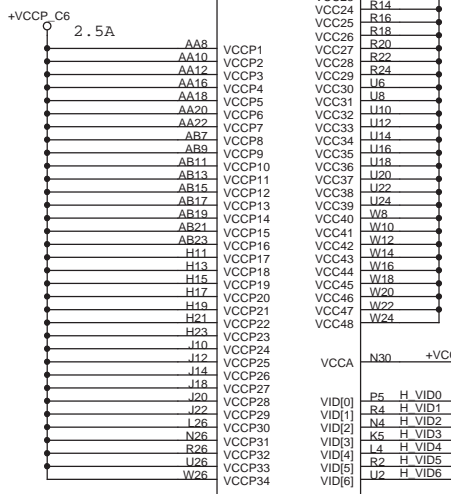 +VCCP_C6
2.5A
AA8 VCCP1
AA10 VCCP2
AA12 VCCP3
AA16 VCCP4
AA18 VCCP5
AA20 VCCP6
AA22 VCCP7
AB7 VCCP8
AB9 VCCP9
AB11 VCCP10
AB13 VCCP11
AB15 VCCP12
AB17 VCCP13
AB19 VCCP14
AB21 VCCP15
AB23 VCCP16
H11 VCCP17
H13 VCCP18
H15 VCCP19
H17 VCCP20
H19 VCCP21
H21 VCCP22
H23 VCCP23
J10 VCCP24
J12 VCCP25
J14 VCCP26
J18 VCCP27
J20 VCCP28
J22 VCCP29
L26 VCCP30
N26 VCCP31
R26 VCCP32
U26 VCCP33
W26 VCCP34
VCC24 R14
VCC25 R16
VCC26 R18
VCC27 R20
VCC28 R22
VCC29 R24
VCC30 U6
VCC31 U8
VCC32 U10
VCC33 U12
VCC34 U14
VCC35 U16
VCC36 U18
VCC37 U20
VCC38 U22
VCC39 U24
VCC40 W8
VCC41 W10
VCC42 W12
VCC43 W14
VCC44 W16
VCC45 W18
VCC46 W20
VCC47 W22
VCC48 W24
VCCA N30
VID[0] P5 H_VID0
VID[1] R4 H_VID1
VID[2] N4 H_VID2
VID[3] K5 H_VID3
VID[4] L4 H_VID4
VID[5] R2 H_VID5
VID[6] U2 H_VID6